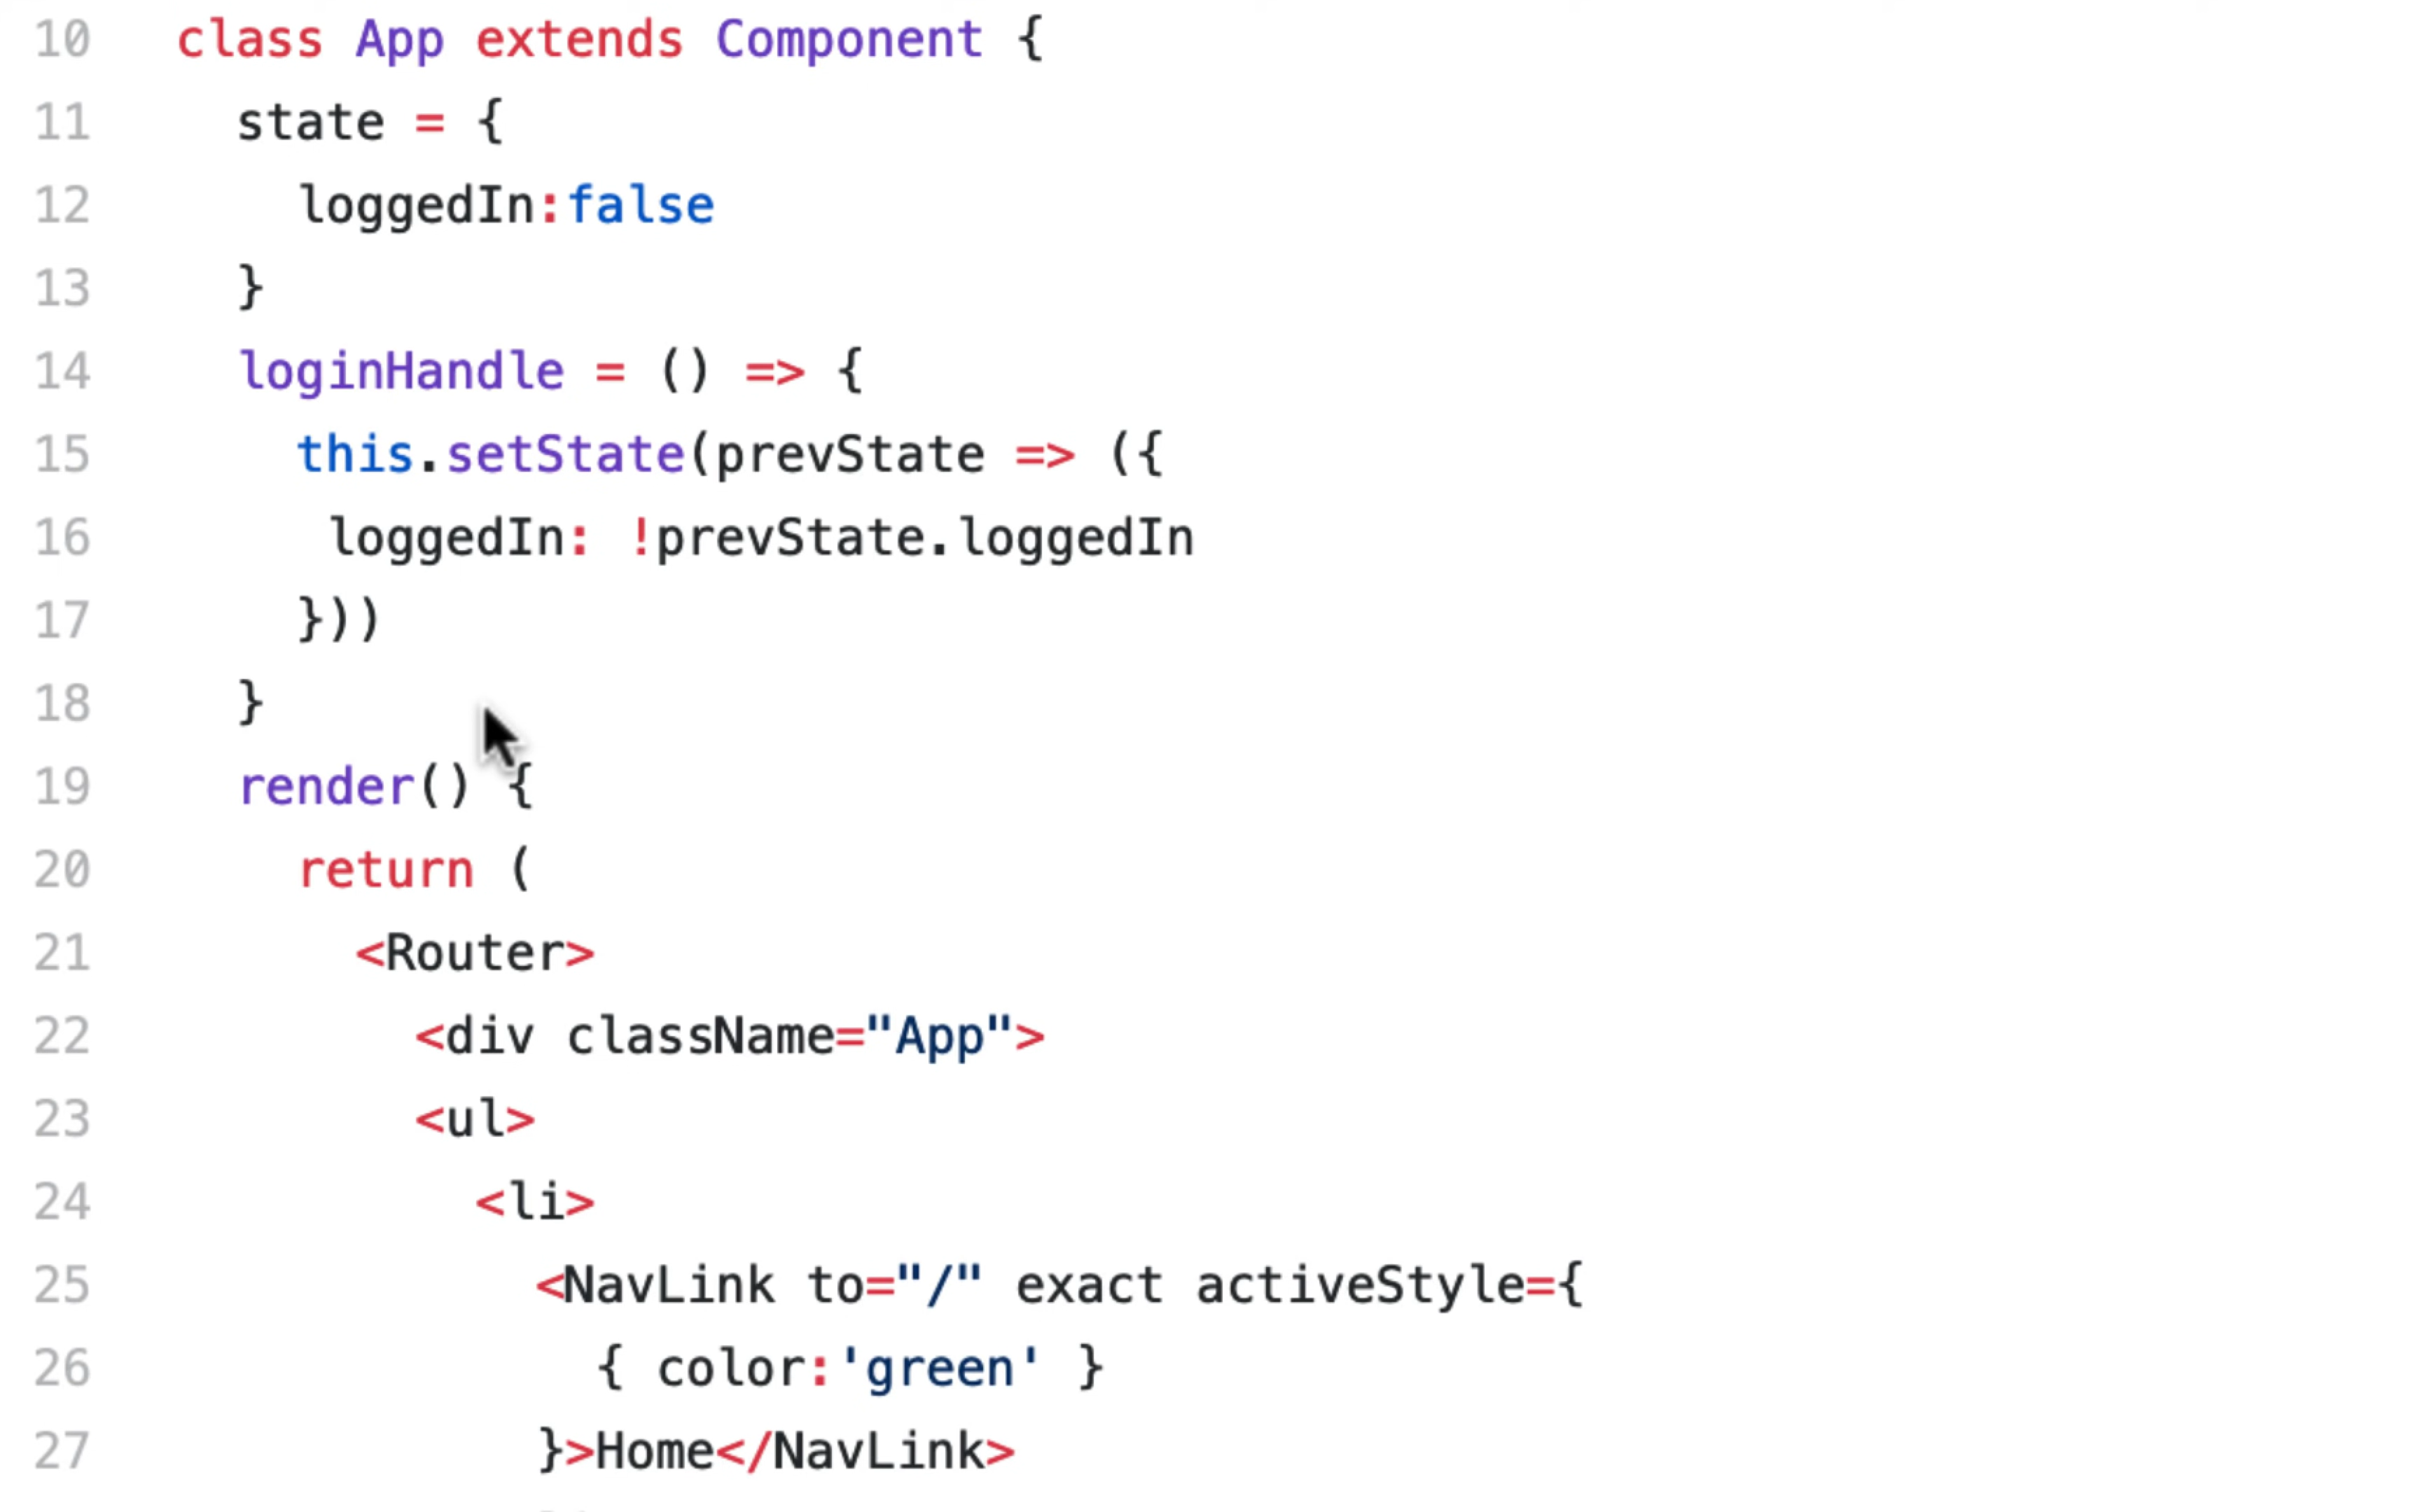 10 class App extends Component {
11 state = {
12 loggedIn:false
13 }
14 loginHandle = () => {
15 this.setState(prevState => ({
16 loggedIn: !prevState.loggedIn
17 }))
18 }
19 render() {
20 return (
21 <Router>
22 <div className="App">
23 <ul>
24 <li>
25 <NavLink to="/" exact activeStyle={
26 { color:'green' }
27 }>Home</NavLink>